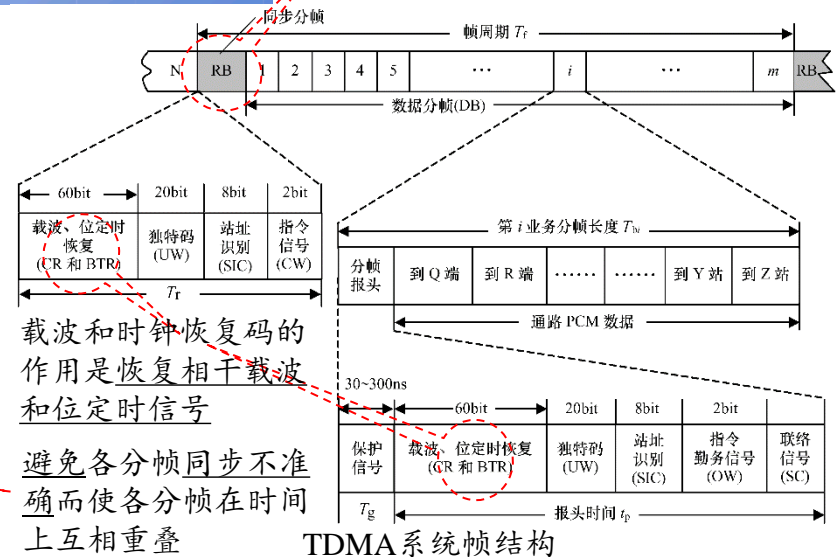 同步分帧
帧周期 Tf
N RB 1 2 3 4 5 … i … m RB
数据分帧(DB)
60bit 20bit 8bit 2bit
载波、位定时
恢复
(CR 和 BTR)
独特码
(UW)
站址
识别
(SIC)
指令
信号
(CW)
Tr
第 i 业务分帧长度 Tbi
分帧
报头
到 Q 端 到 R 端 …… …… 到 Y 站 到 Z 站
通路 PCM 数据
载波和时钟恢复码的
作用是恢复相干载波
和位定时信号
避免各分帧同步不准
确而使各分帧在时间
上互相重叠
30~300ns
60bit 20bit 8bit 2bit
保护
信号
载波、位定时恢复
(CR 和 BTR)
独特码
(UW)
站址
识别
(SIC)
指令
勤务信号
(OW)
联络
信号
(SC)
Tg 报头时间 tp
TDMA系统帧结构